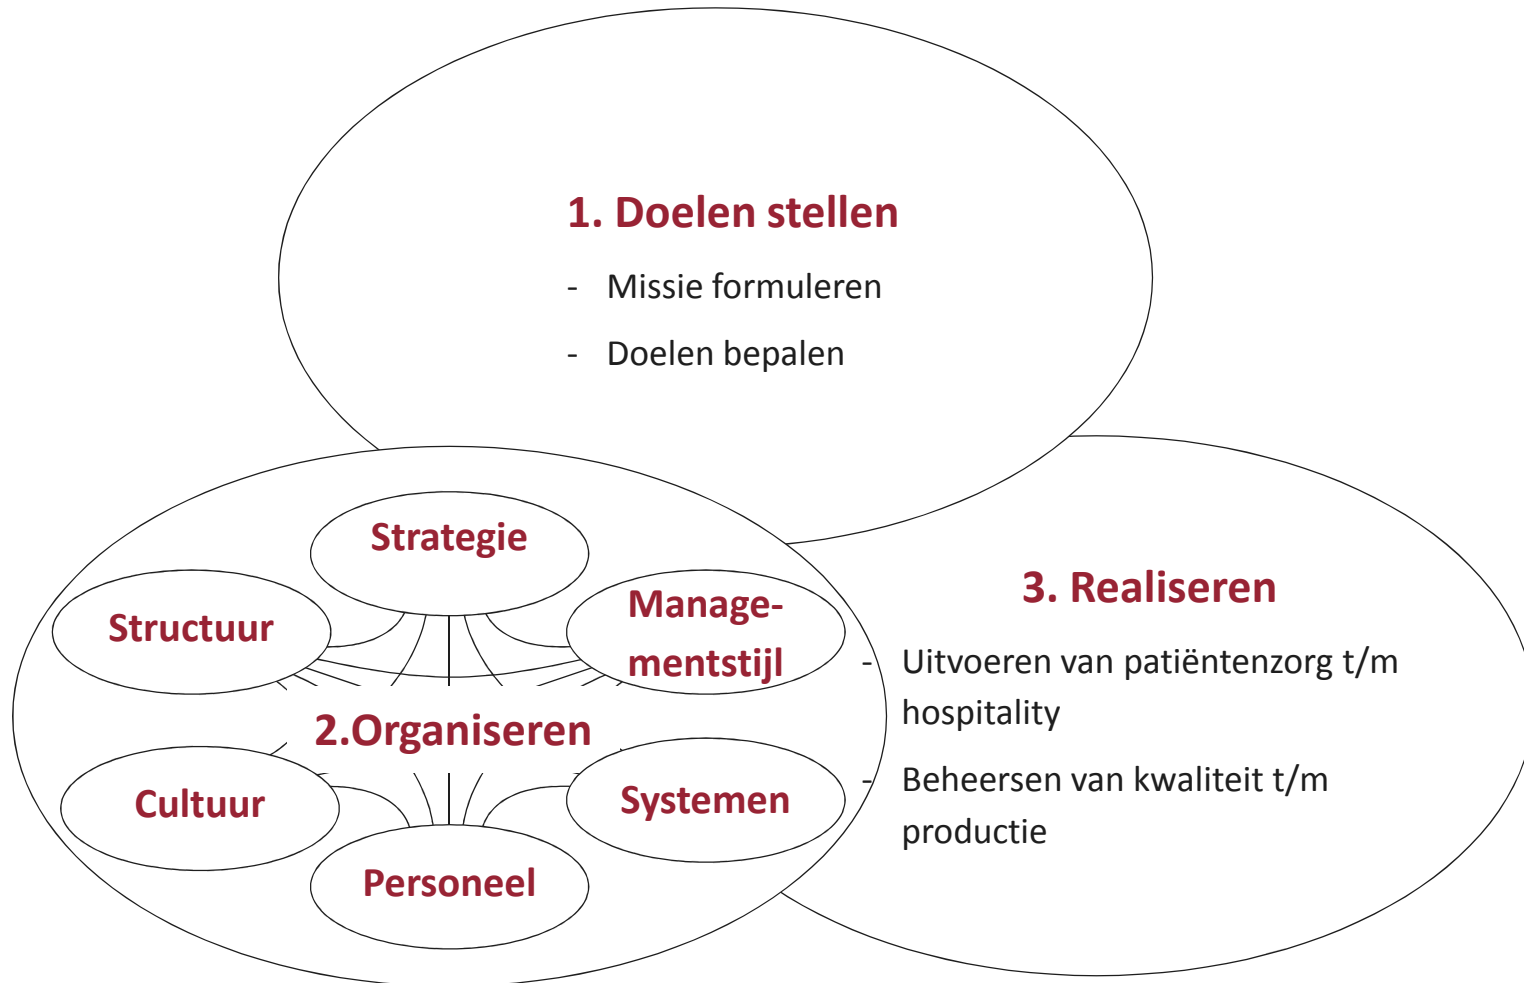 1. Doelen stellen
- Missie formuleren
- Doelen bepalen
Strategie
Structuur
Manage-
mentstijl
2.Organiseren
Cultuur
Systemen
Personeel
3. Realiseren
- Uitvoeren van patiëntenzorg t/m
hospitality
- Beheersen van kwaliteit t/m
productie